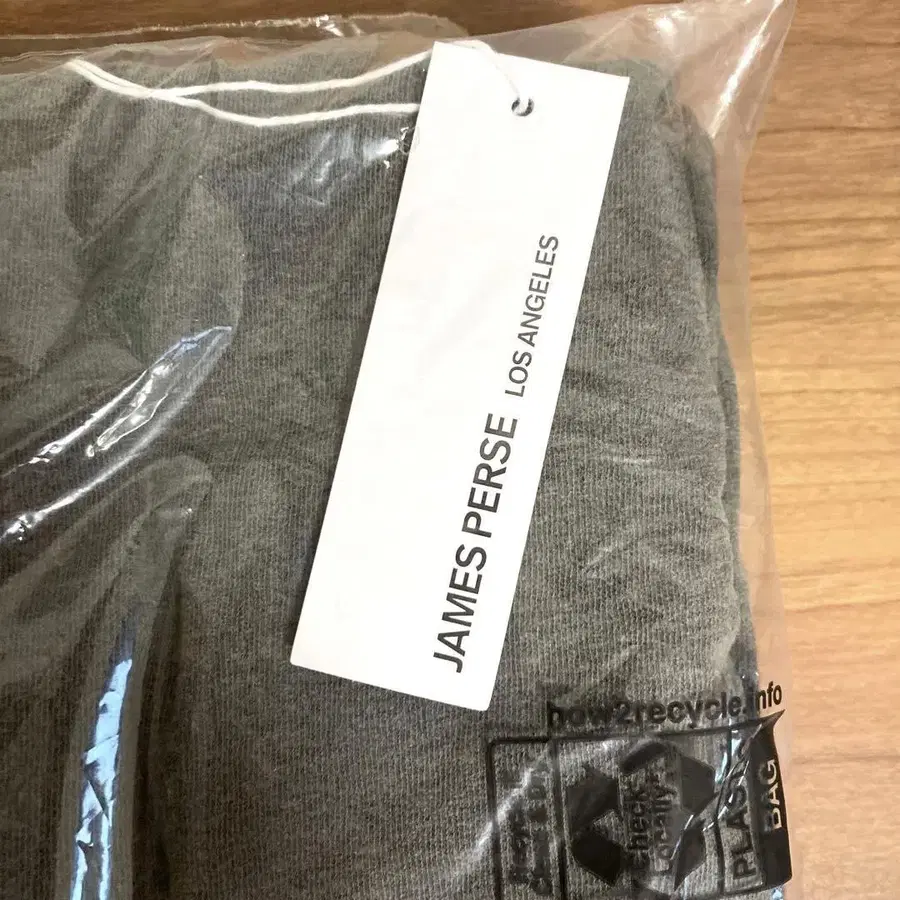 JAMES PERSE LOS ANGELES
how2recycle.info
Check
Locally
PLASTIC
BAG